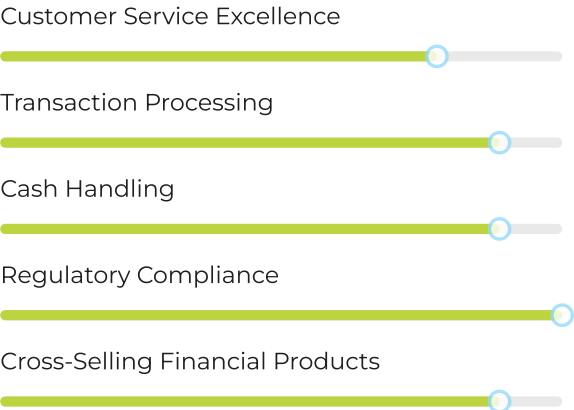 Customer Service Excellence
Transaction Processing
Cash Handling
Regulatory Compliance
Cross-Selling Financial Products